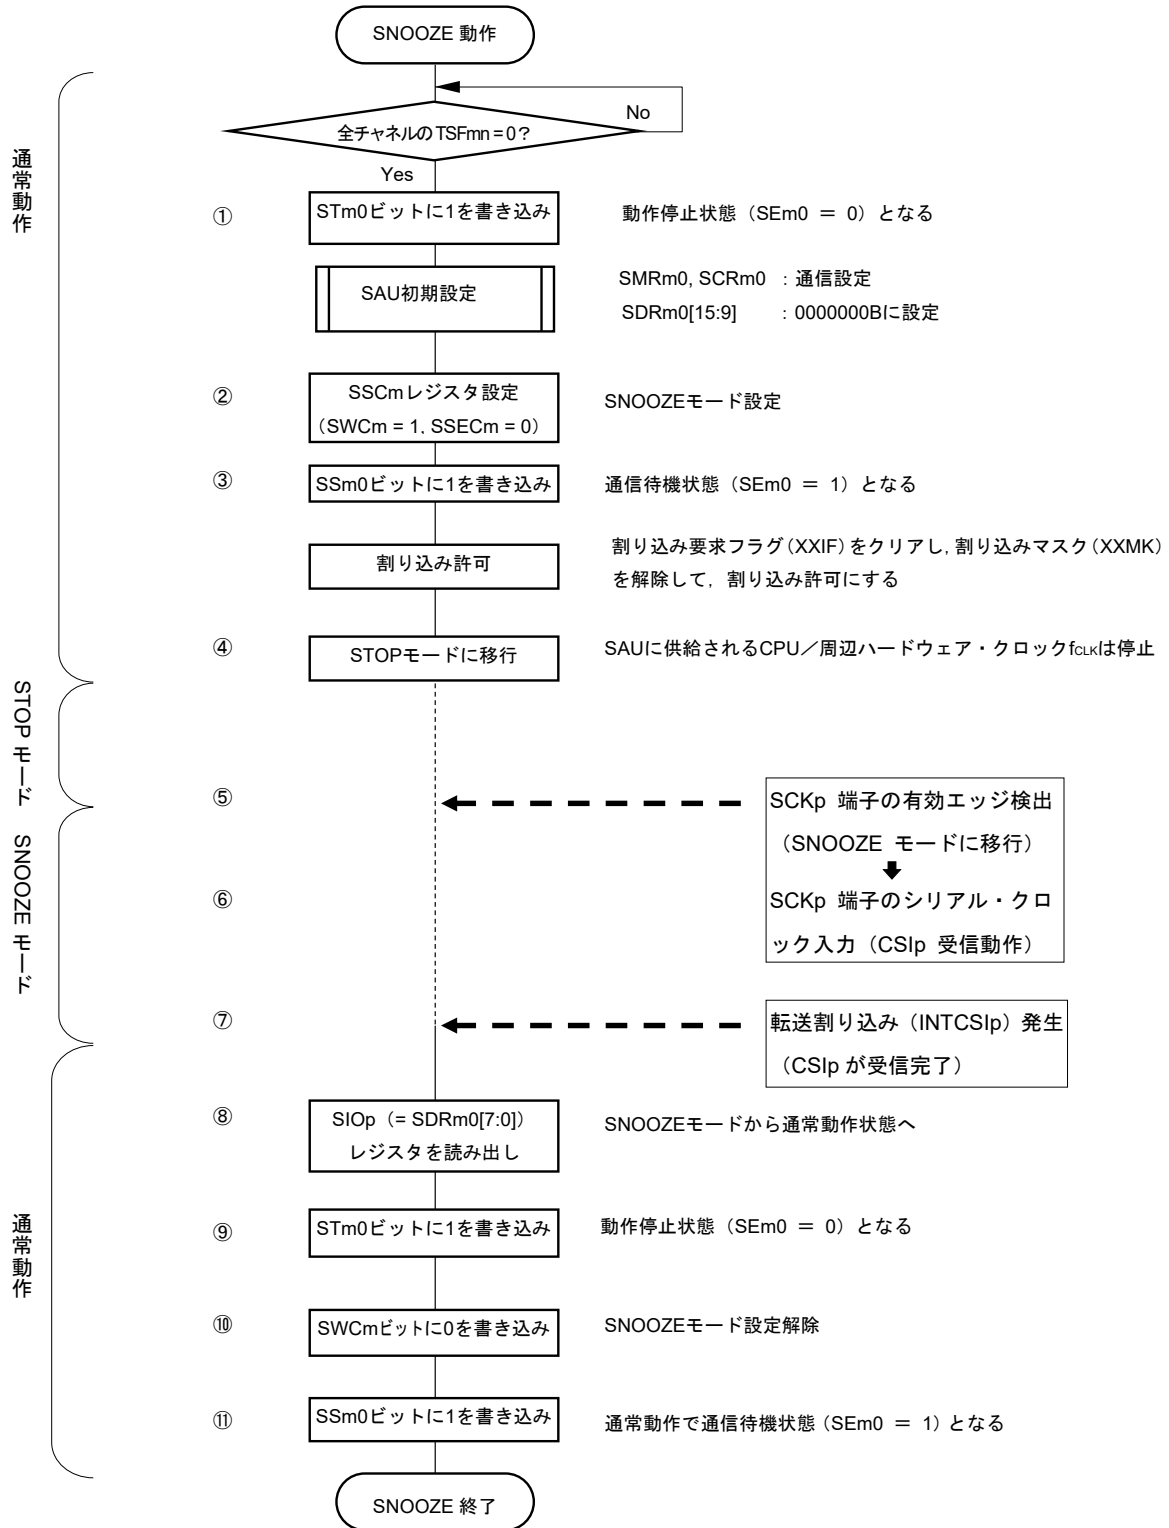 SNOOZE 動作
No
全チャネルのTSFmn = 0？
Yes
通常動作
①
STm0ビットに1を書き込み
動作停止状態（SEm0 ＝ 0）となる
SAU初期設定
SMRm0, SCRm0 ：通信設定
SDRm0[15:9] ：0000000Bに設定
②
SSCmレジスタ設定
（SWCm = 1, SSECm = 0）
SNOOZEモード設定
③
SSm0ビットに1を書き込み
通信待機状態（SEm0 ＝ 1）となる
割り込み許可
割り込み要求フラグ（XXIF）をクリアし, 割り込みマスク（XXMK）
を解除して，割り込み許可にする
④
STOPモードに移行
SAUに供給されるCPU／周辺ハードウェア・クロックfCLKは停止
STOP モード
⑤
SCKp 端子の有効エッジ検出
（SNOOZE モードに移行）
SNOOZE モード
⑥
SCKp 端子のシリアル・クロ
ック入力（CSIp 受信動作）
⑦
転送割り込み（INTCSIp）発生
（CSIp が受信完了）
通常動作
⑧
SIOp（= SDRm0[7:0]）
レジスタを読み出し
SNOOZEモードから通常動作状態へ
⑨
STm0ビットに1を書き込み
動作停止状態（SEm0 ＝ 0）となる
⑩
SWCmビットに0を書き込み
SNOOZEモード設定解除
⑪
SSm0ビットに1を書き込み
通常動作で通信待機状態（SEm0 ＝ 1）となる
SNOOZE 終了